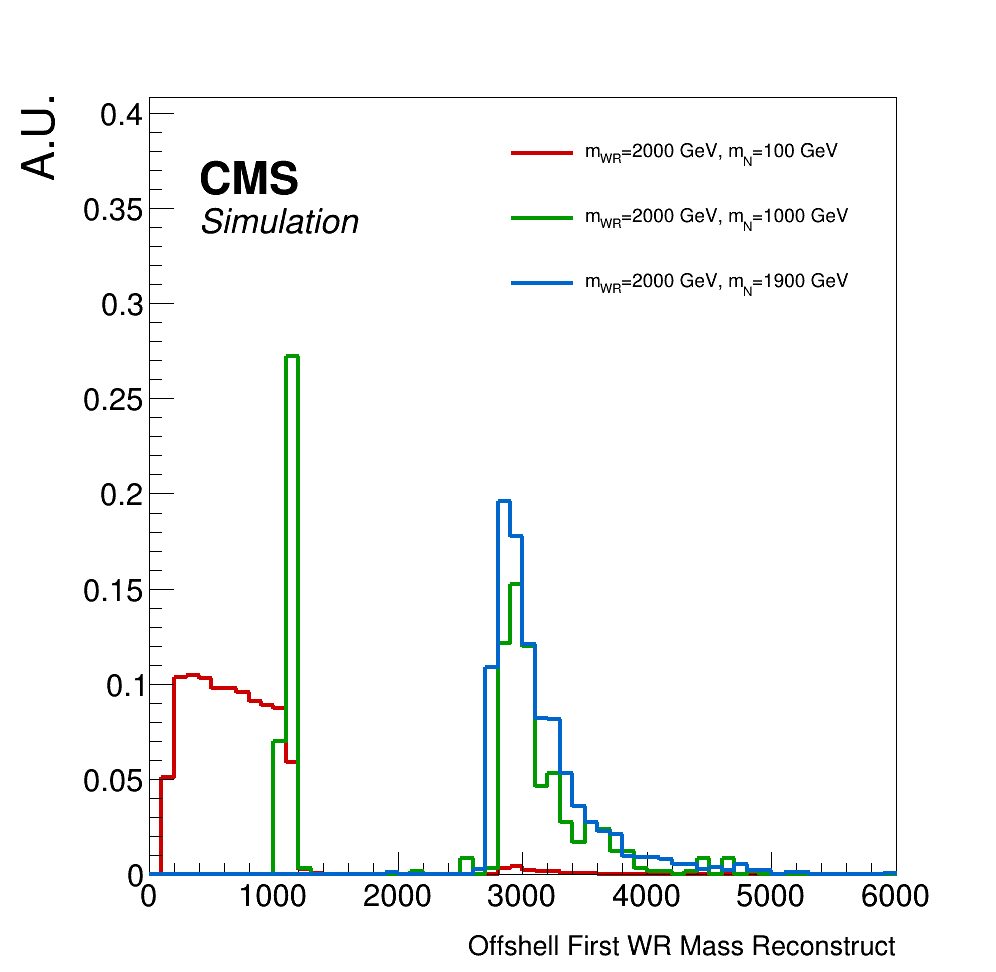 A.U.
CMS
Simulation
mWR=2000 GeV, mN=100 GeV
mWR=2000 GeV, mN=1000 GeV
mWR=2000 GeV, mN=1900 GeV
0.4
0.35
0.3
0.25
0.2
0.15
0.1
0.05
0
0 1000 2000 3000 4000 5000 6000
Offshell First WR Mass Reconstruct